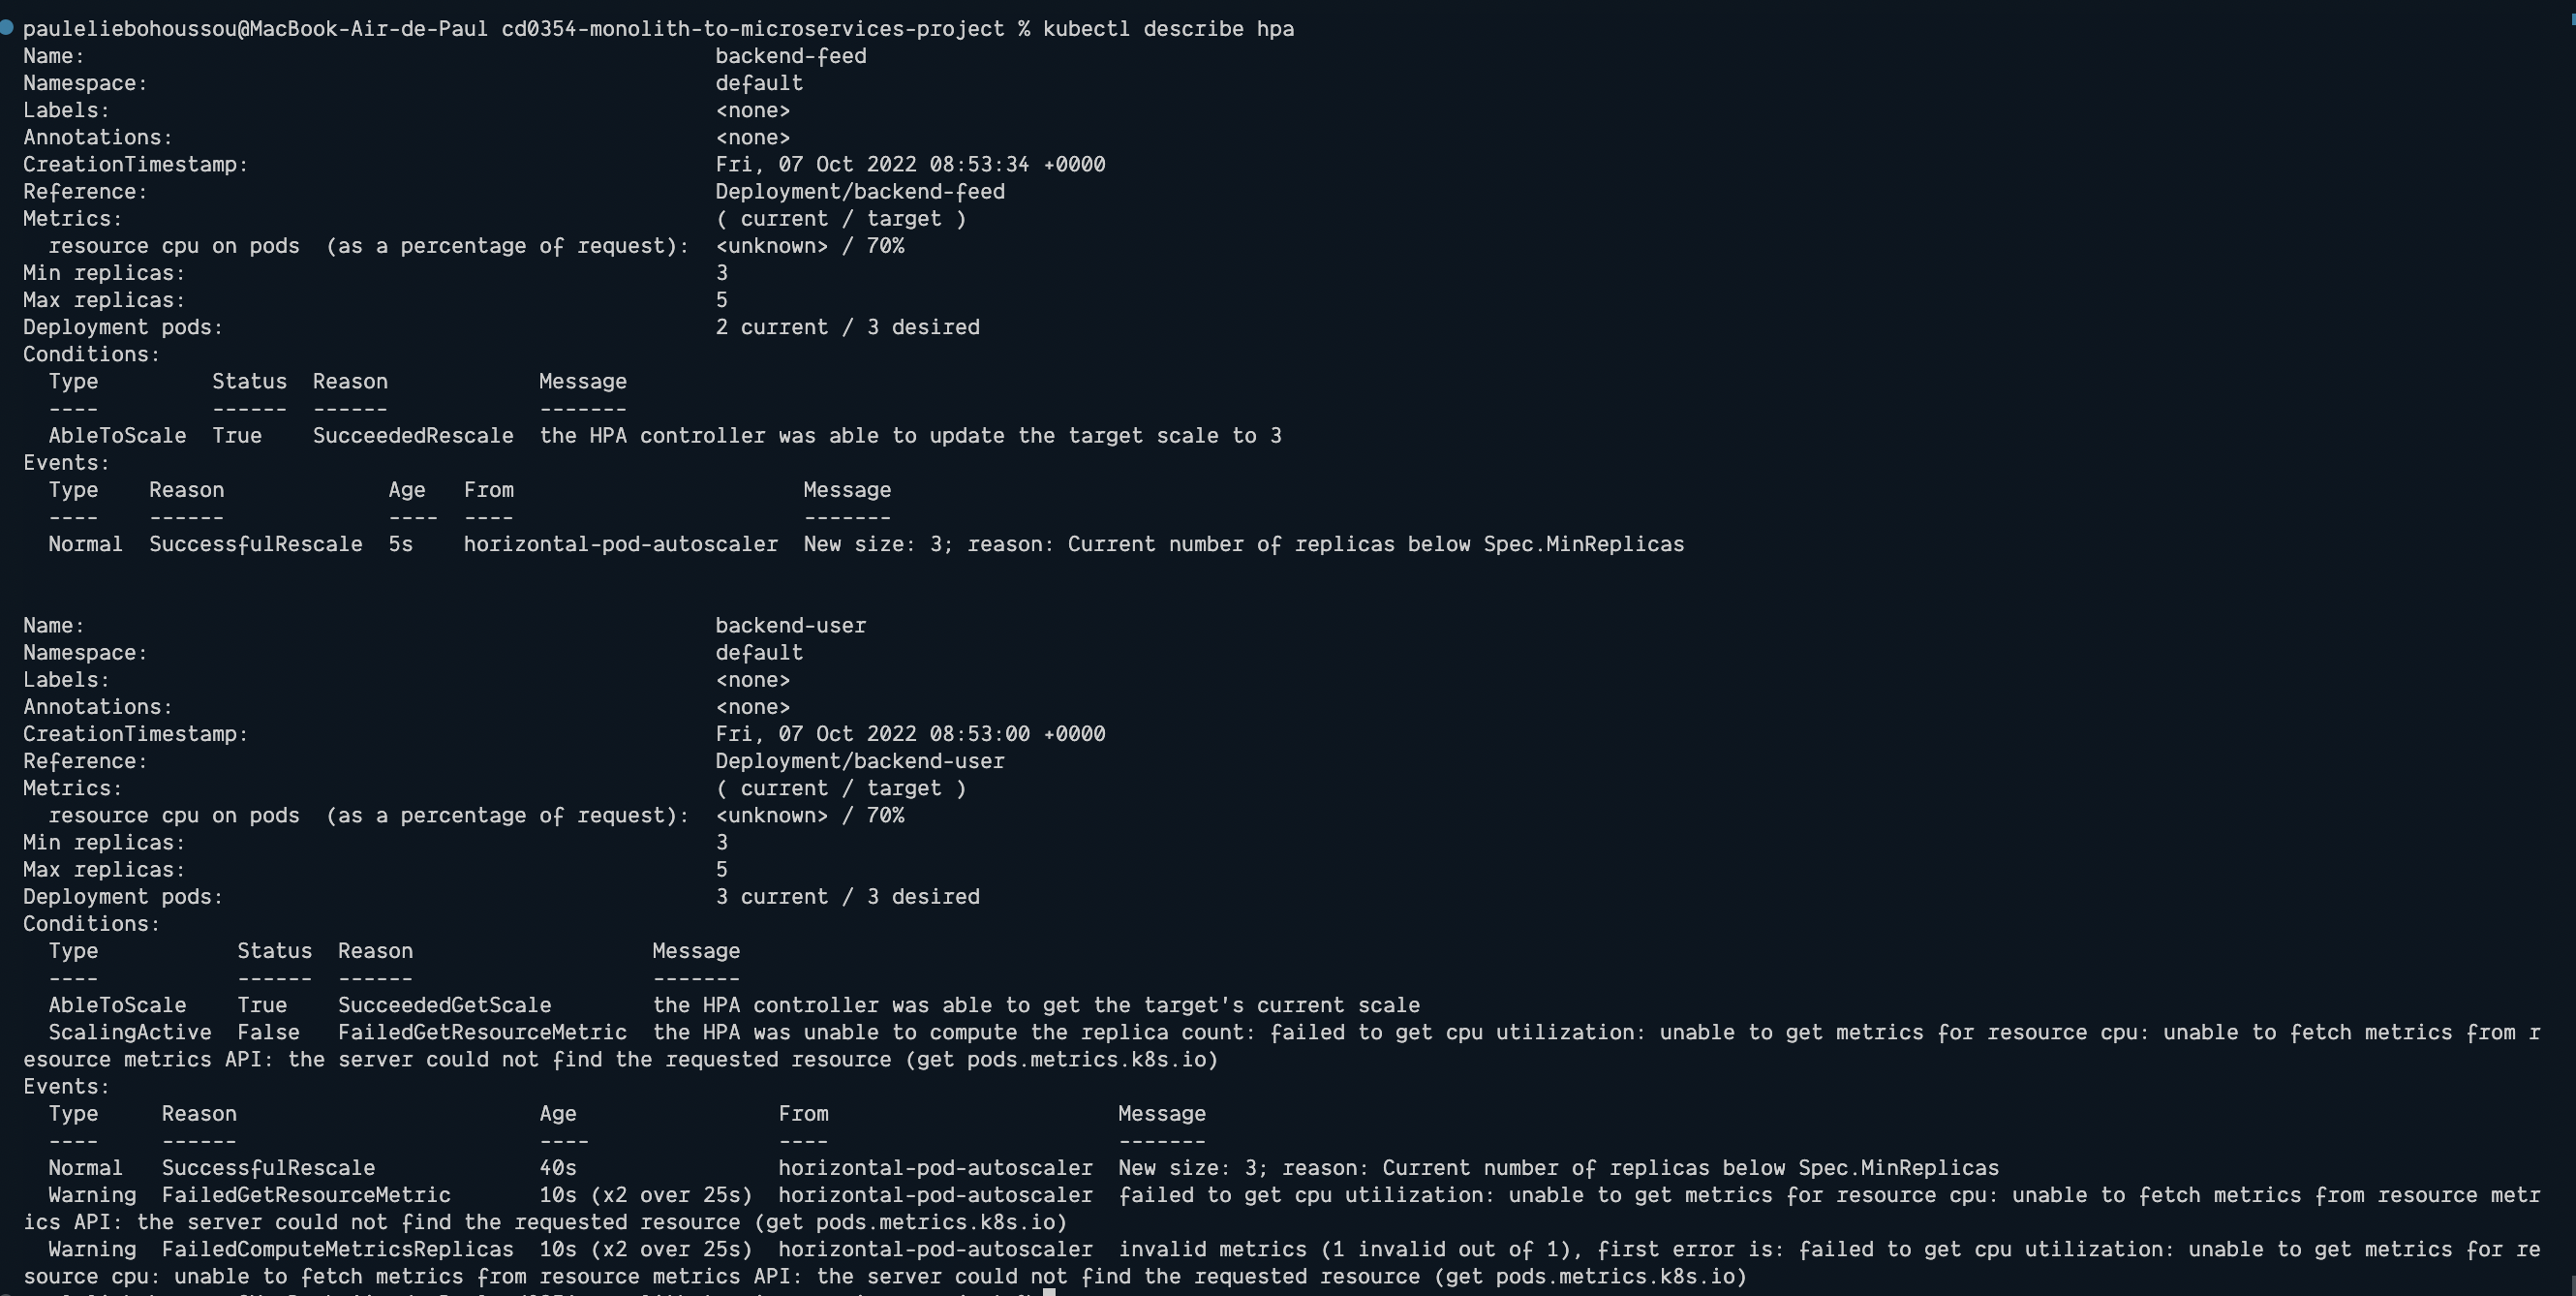 pauleliebohoussou@MacBook-Air-de-Paul cd0354-monolith-to-microservices-project % kubectl describe hpa
Name:                                                  backend-feed
Namespace:                                             default
Labels:                                                <none>
Annotations:                                           <none>
CreationTimestamp:                                     Fri, 07 Oct 2022 08:53:34 +0000
Reference:                                             Deployment/backend-feed
Metrics:                                               ( current / target )
  resource cpu on pods  (as a percentage of request):  <unknown> / 70%
Min replicas:                                          3
Max replicas:                                          5
Deployment pods:                                       2 current / 3 desired
Conditions:
  Type         Status  Reason            Message
  ----         ------  ------            -------
  AbleToScale  True    SucceededRescale  the HPA controller was able to update the target scale to 3
Events:
  Type    Reason             Age   From                       Message
  ----    ------             ----  ----                       -------
  Normal  SuccessfulRescale  5s    horizontal-pod-autoscaler  New size: 3; reason: Current number of replicas below Spec.MinReplicas
Name:                                                  backend-user
Namespace:                                             default
Labels:                                                <none>
Annotations:                                           <none>
CreationTimestamp:                                     Fri, 07 Oct 2022 08:53:00 +0000
Reference:                                             Deployment/backend-user
Metrics:                                               ( current / target )
  resource cpu on pods  (as a percentage of request):  <unknown> / 70%
Min replicas:                                          3
Max replicas:                                          5
Deployment pods:                                       3 current / 3 desired
Conditions:
  Type           Status  Reason                   Message
  ----           ------  ------                   -------
  AbleToScale    True    SucceededGetScale        the HPA controller was able to get the target's current scale
  ScalingActive  False   FailedGetResourceMetric  the HPA was unable to compute the replica count: failed to get cpu utilization: unable to get metrics for resource cpu: unable to fetch metrics from r
esource metrics API: the server could not find the requested resource (get pods.metrics.k8s.io)
Events:
  Type     Reason                        Age                From                       Message
  ----     ------                        ----               ----                       -------
  Normal   SuccessfulRescale             40s                horizontal-pod-autoscaler  New size: 3; reason: Current number of replicas below Spec.MinReplicas
  Warning  FailedGetResourceMetric       10s (x2 over 25s)  horizontal-pod-autoscaler  failed to get cpu utilization: unable to get metrics for resource cpu: unable to fetch metrics from resource metr
ics API: the server could not find the requested resource (get pods.metrics.k8s.io)
  Warning  FailedComputeMetricsReplicas  10s (x2 over 25s)  horizontal-pod-autoscaler  invalid metrics (1 invalid out of 1), first error is: failed to get cpu utilization: unable to get metrics for re
source cpu: unable to fetch metrics from resource metrics API: the server could not find the requested resource (get pods.metrics.k8s.io)